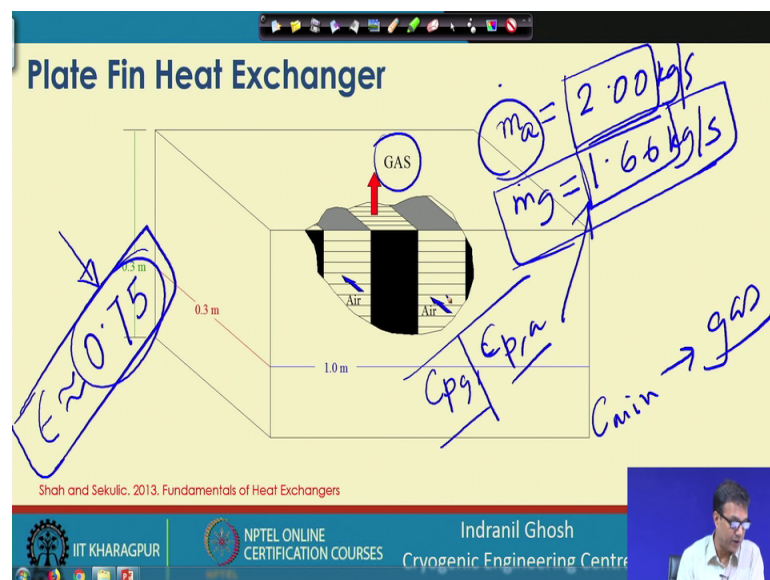 Plate Fin Heat Exchanger
ṁa = 2.00 kg/s
ṁg = 1.66 kg/s
GAS
0.3 m
0.3 m
Air
Air
1.0 m
ϵ ≈ 0.75
Cpg, Cp,a
Cmin → gas
Shah and Sekulic. 2013. Fundamentals of Heat Exchangers
IIT KHARAGPUR
NPTEL ONLINE
CERTIFICATION COURSES
Indranil Ghosh
Cryogenic Engineering Centre